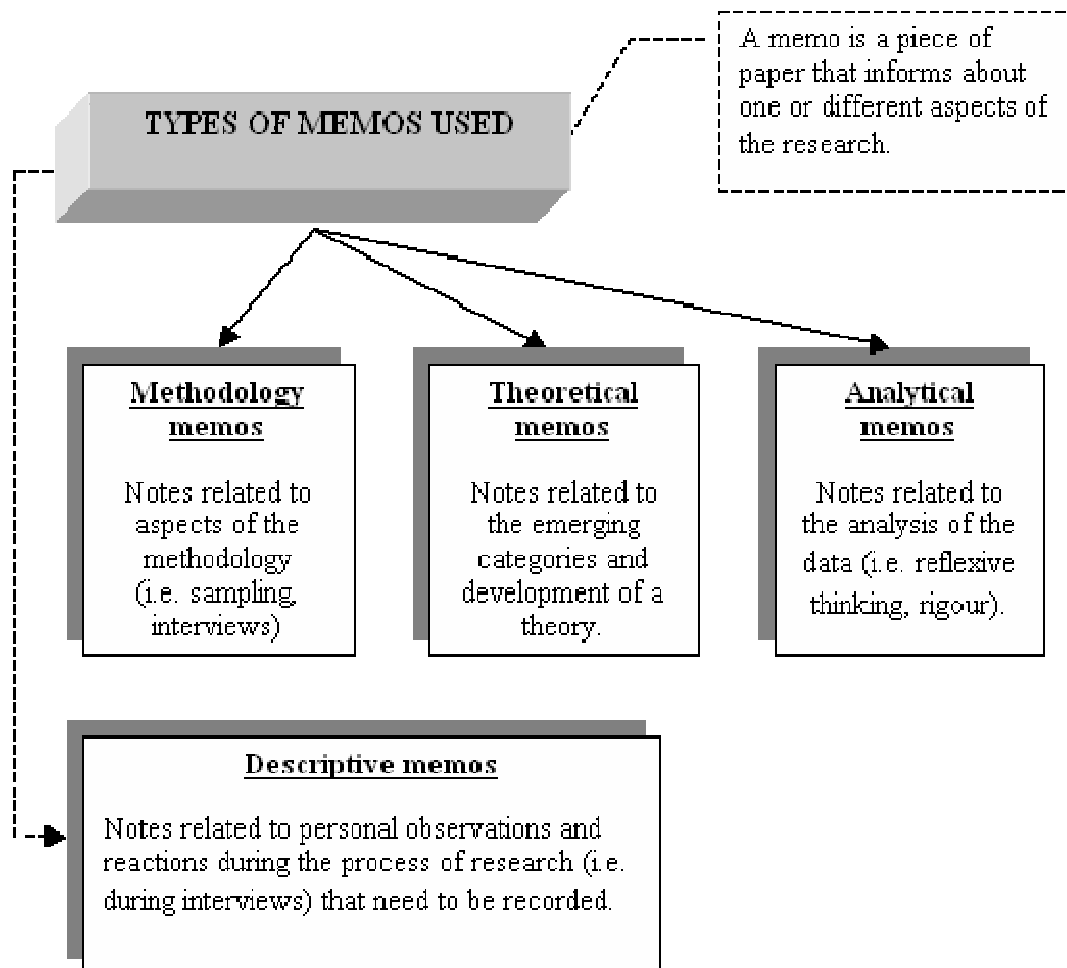 A memo is a piece of
paper that informs about
one or different aspects of
the research.
TYPES OF MEMOS USED
Methodology
memos
Notes related to
aspects of the
methodology
(i.e. sampling,
interviews)
Theoretical
memos
Notes related to
the emerging
categories and
development of a
theory.
Analytical
memos
Notes related to
the analysis of the
data (i.e. reflexive
thinking, rigour).
Descriptive memos
Notes related to personal observations and
reactions during the process of research (i.e.
during interviews) that need to be recorded.